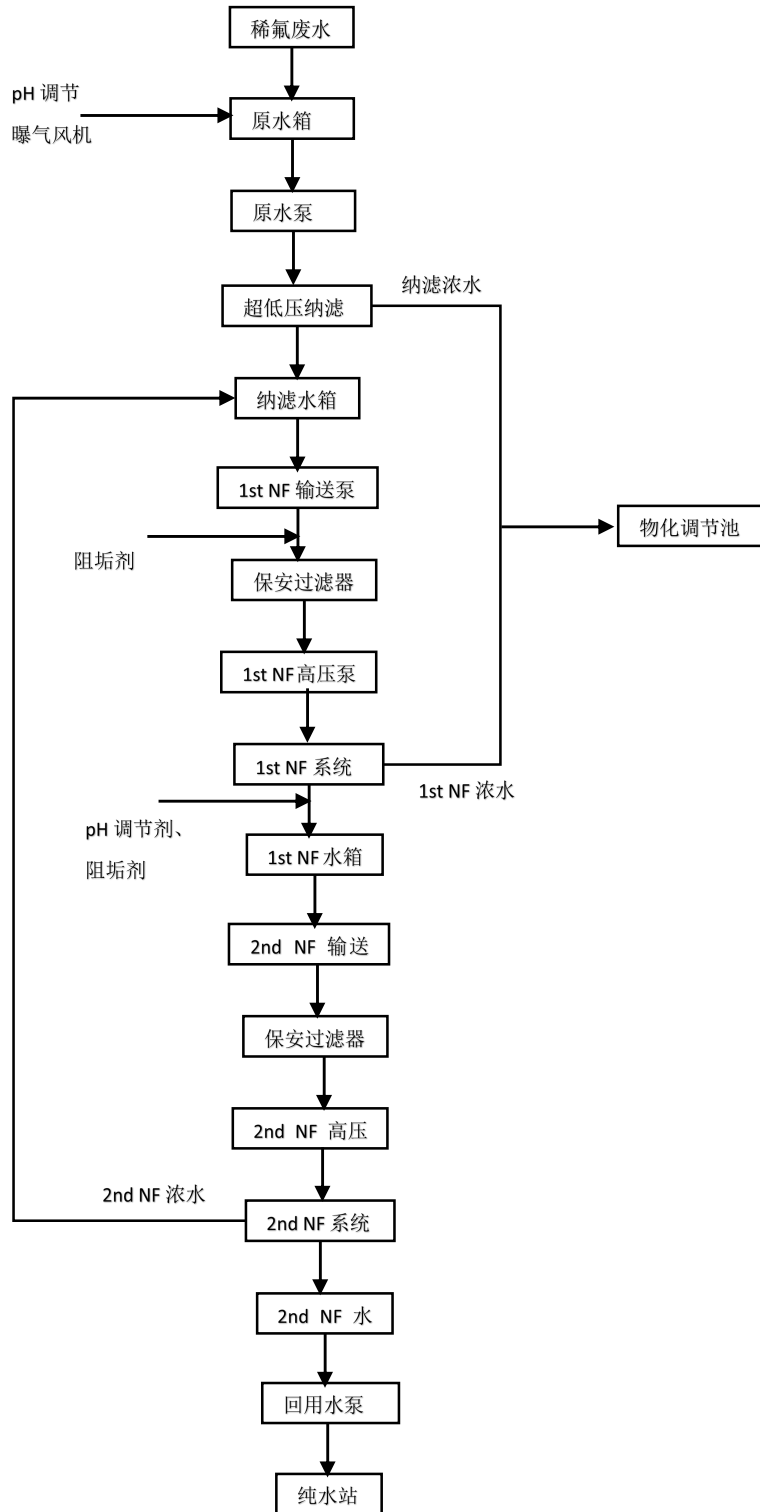 稀氟废水
pH 调节
曝气风机
原水箱
原水泵
纳滤浓水
超低压纳滤
纳滤水箱
1st NF 输送泵
物化调节池
阻垢剂
保安过滤器
1st NF 高压泵
1st NF 系统
1st NF 浓水
pH 调节剂、
阻垢剂
1st NF 水箱
2nd NF 输送
保安过滤器
2nd NF 高压
2nd NF 浓水
2nd NF 系统
2nd NF 水
回用水泵
纯水站